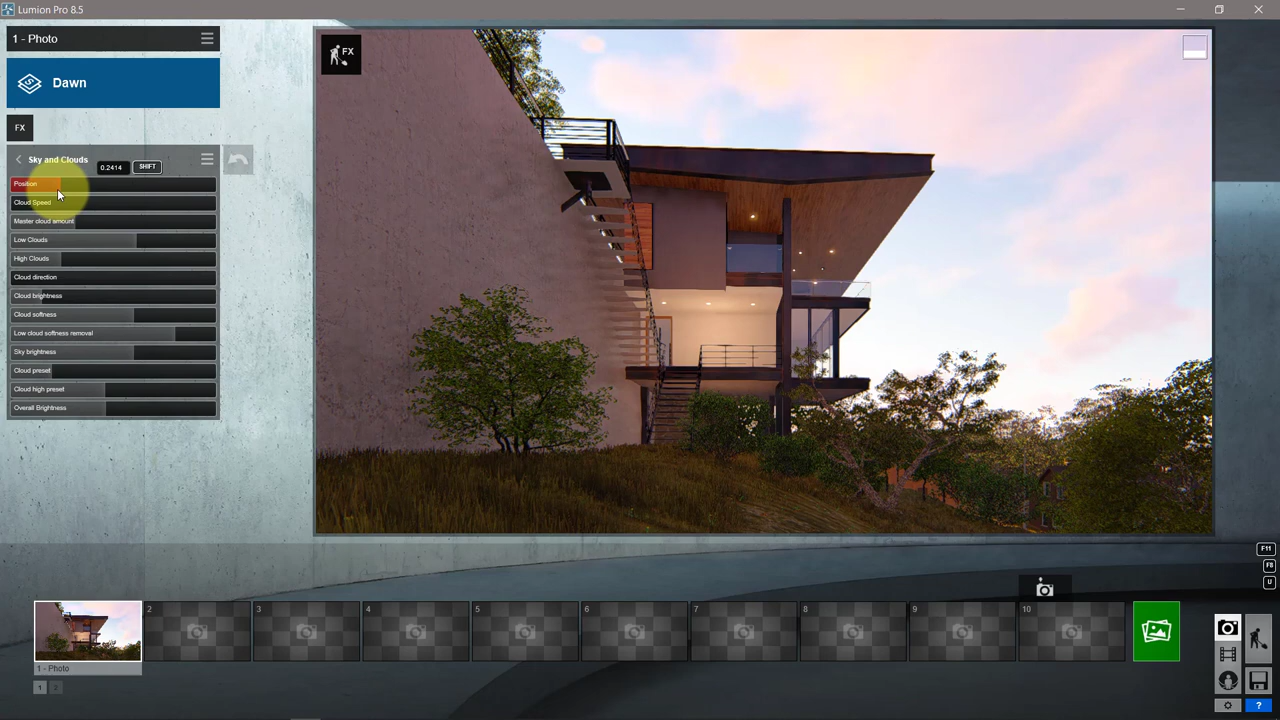 Lumion Pro 8.5
1 - Photo
Dawn
FX
FX
Sky and Clouds
0.2414
SHIFT
Position
Cloud Speed
Master cloud amount
Low Clouds
High Clouds
Cloud direction
Cloud brightness
Cloud softness
Low cloud softness removal
Sky brightness
Cloud preset
Cloud high preset
Overall Brightness
F11
F8
U
2
3
4
5
6
7
8
9
10
1 - Photo
1
2
?